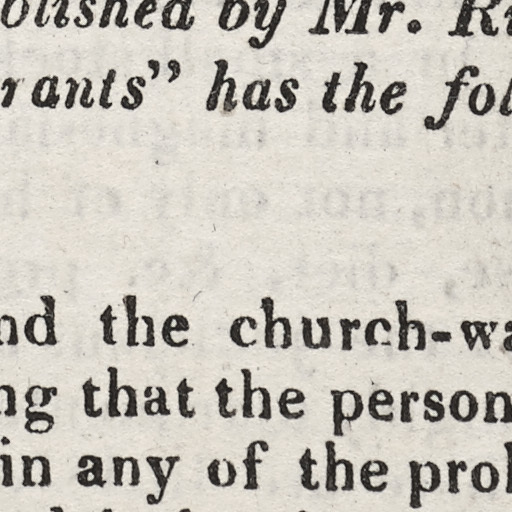 olished by Mr. Ri
rants" has the fol
nd the church-wa
ng that the person
in any of the prol